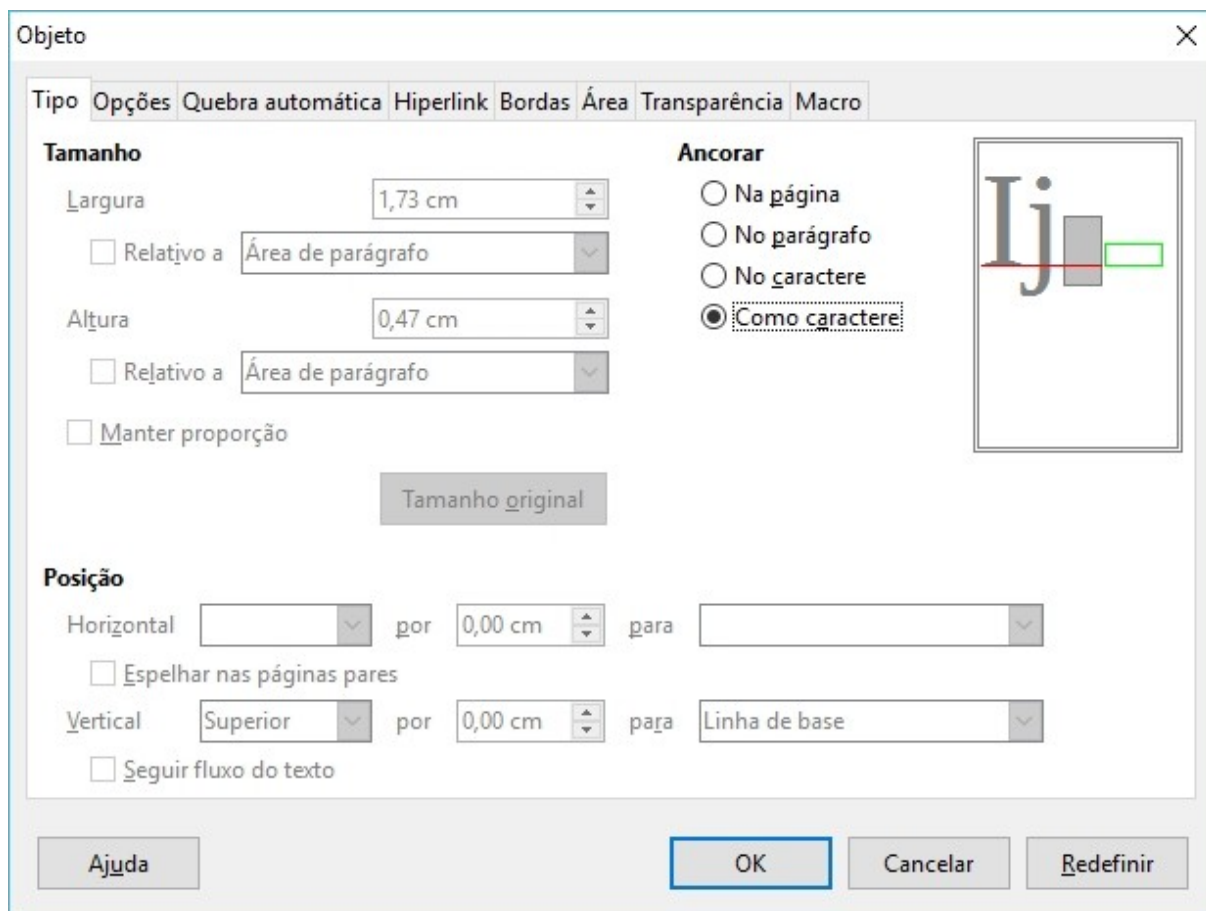 Objeto
Tipo Opções Quebra automática Hiperlink Bordas Área Transparência Macro
Tamanho
Largura 1,73 cm
Relativo a Área de parágrafo
Altura 0,47 cm
Relativo a Área de parágrafo
Manter proporção
Tamanho original
Ancorar
Na página
No parágrafo
No caractere
Como caractere
Ij
Posição
Horizontal por 0,00 cm para
Espelhar nas páginas pares
Vertical Superior por 0,00 cm para Linha de base
Seguir fluxo do texto
Ajuda OK Cancelar Redefinir